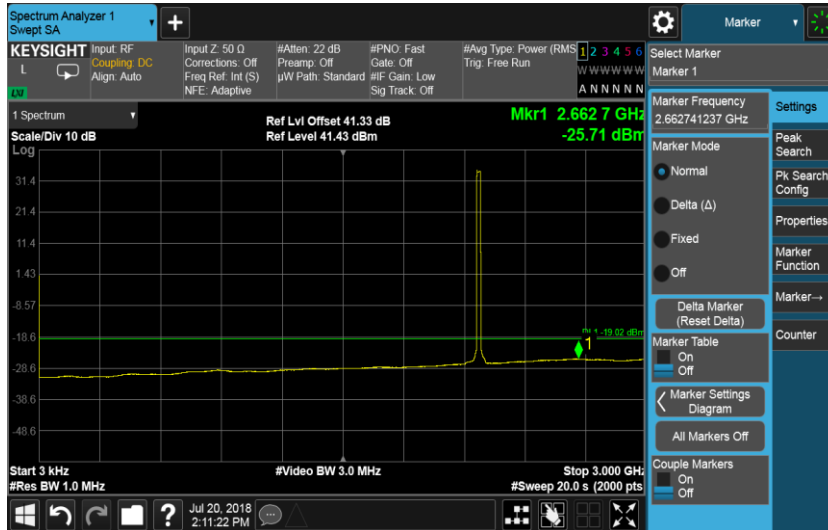 Spectrum Analyzer 1
Swept SA
+
Marker
KEYSIGHT
L
LXI
Input: RF
Coupling: DC
Align: Auto
Input Z: 50 Ω
Corrections: Off
Freq Ref: Int (S)
NFE: Adaptive
#Atten: 22 dB
Preamp: Off
µW Path: Standard
#PNO: Fast
Gate: Off
#IF Gain: Low
Sig Track: Off
#Avg Type: Power (RMS
Trig: Free Run
1 2 3 4 5 6
W W W W W W
A N N N N N
Select Marker
Marker 1
1 Spectrum
Scale/Div 10 dB
Log
Ref Lvl Offset 41.33 dB
Ref Level 41.43 dBm
Mkr1 2.662 7 GHz
-25.71 dBm
31.4
21.4
11.4
1.43
-8.57
-18.6
-28.6
-38.6
-48.6
DL1 -19.02 dBm
1
Start 3 kHz
#Res BW 1.0 MHz
#Video BW 3.0 MHz
Stop 3.000 GHz
#Sweep 20.0 s (2000 pts
Marker Frequency
2.662741237 GHz
Marker Mode
Normal
Delta (Δ)
Fixed
Off
Delta Marker
(Reset Delta)
Marker Table
On
Off
Marker Settings
Diagram
All Markers Off
Couple Markers
On
Off
Settings
Peak
Search
Pk Search
Config
Properties
Marker
Function
Marker→
Counter
?
Jul 20, 2018
2:11:22 PM